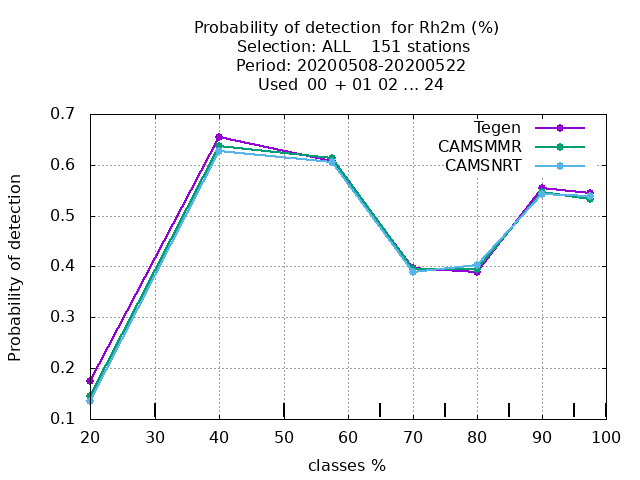 Probability of detection  for Rh2m (%)
Selection: ALL    151 stations
Period: 20200508-20200522
Used  00  + 01 02 ... 24
Tegen
CAMSMMR
CAMSNRT
Probability of detection
0.7
0.6
0.5
0.4
0.3
0.2
0.1
20 30 40 50 60 70 80 90 100
classes %